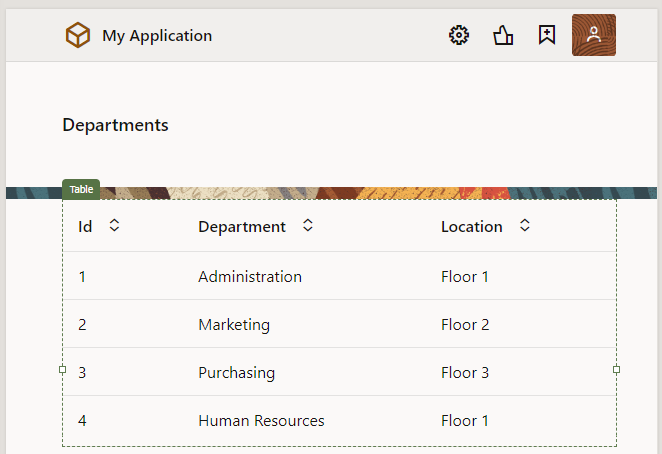 My Application
Departments
Table
Id Department Location
1 Administration Floor 1
2 Marketing Floor 2
3 Purchasing Floor 3
4 Human Resources Floor 1